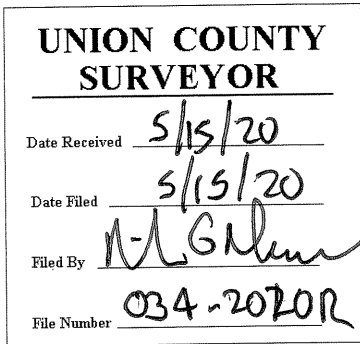 UNION COUNTY
SURVEYOR
Date Received 5/15/20
Date Filed 5/15/20
Filed By
File Number 034-2020R